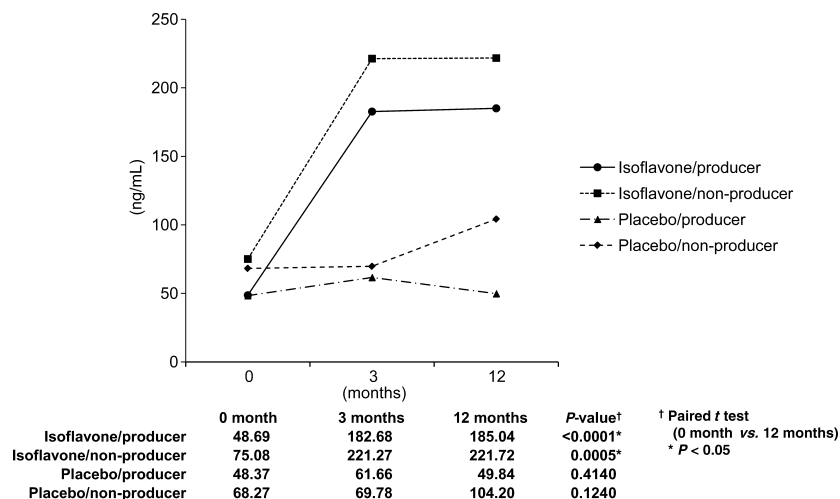 250
200
150
100
50
0
(ng/mL)
0 3 12
(months)
Isoflavone/producer
Isoflavone/non-producer
Placebo/producer
Placebo/non-producer
0 month 3 months 12 months P-value†
Isoflavone/producer 48.69 182.68 185.04 <0.0001*
Isoflavone/non-producer 75.08 221.27 221.72 0.0005*
Placebo/producer 48.37 61.66 49.84 0.4140
Placebo/non-producer 68.27 69.78 104.20 0.1240
† Paired t test
(0 month vs. 12 months)
* P < 0.05